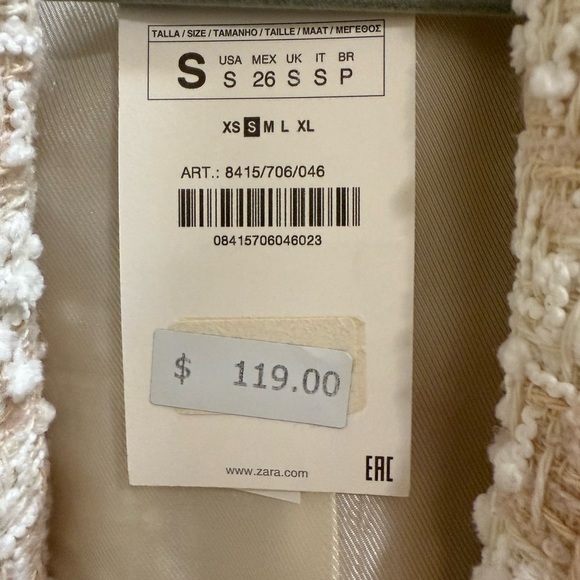 TALLA / SIZE / TAMANHO / TAILLE / MAAT / ΜΕΓΕΘΟΣ
S USA MEX UK IT BR
S 26 S S P
XS S M L XL
ART.: 8415/706/046
08415706046023
$ 119.00
www.zara.com
EAC